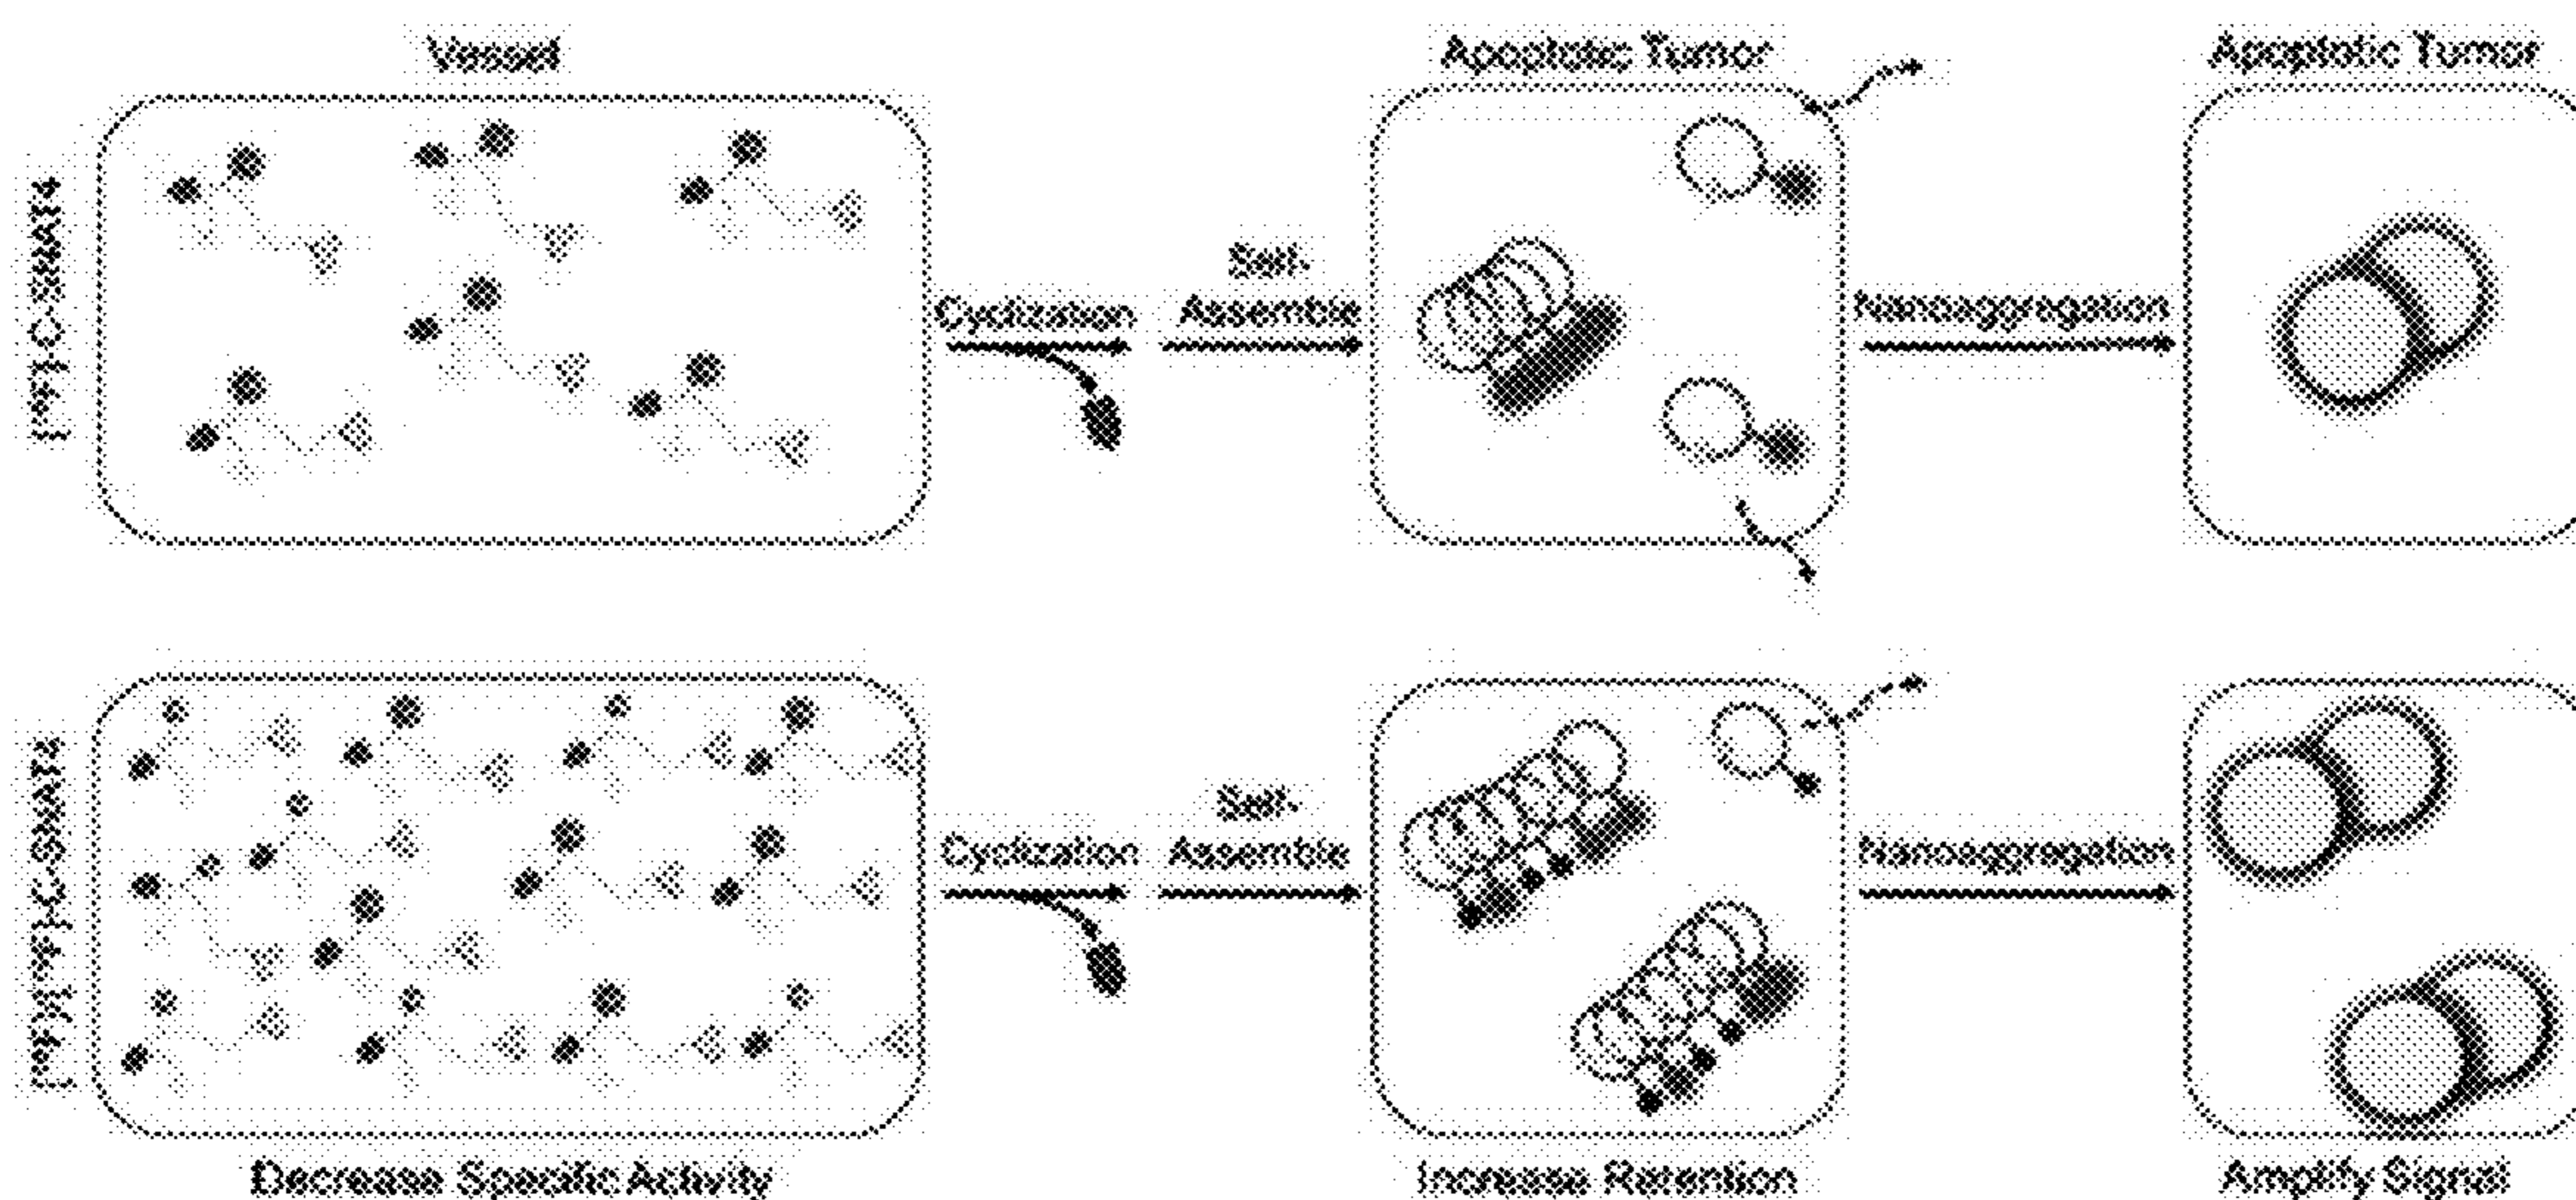 Vessel
Apoptotic Tumor
Apoptotic Tumor
Cyclization
Self-
Assemble
Nanoaggregation
Cyclization
Self-
Assemble
Nanoaggregation
Decrease Specific Activity
Increase Retention
Amplify Signal